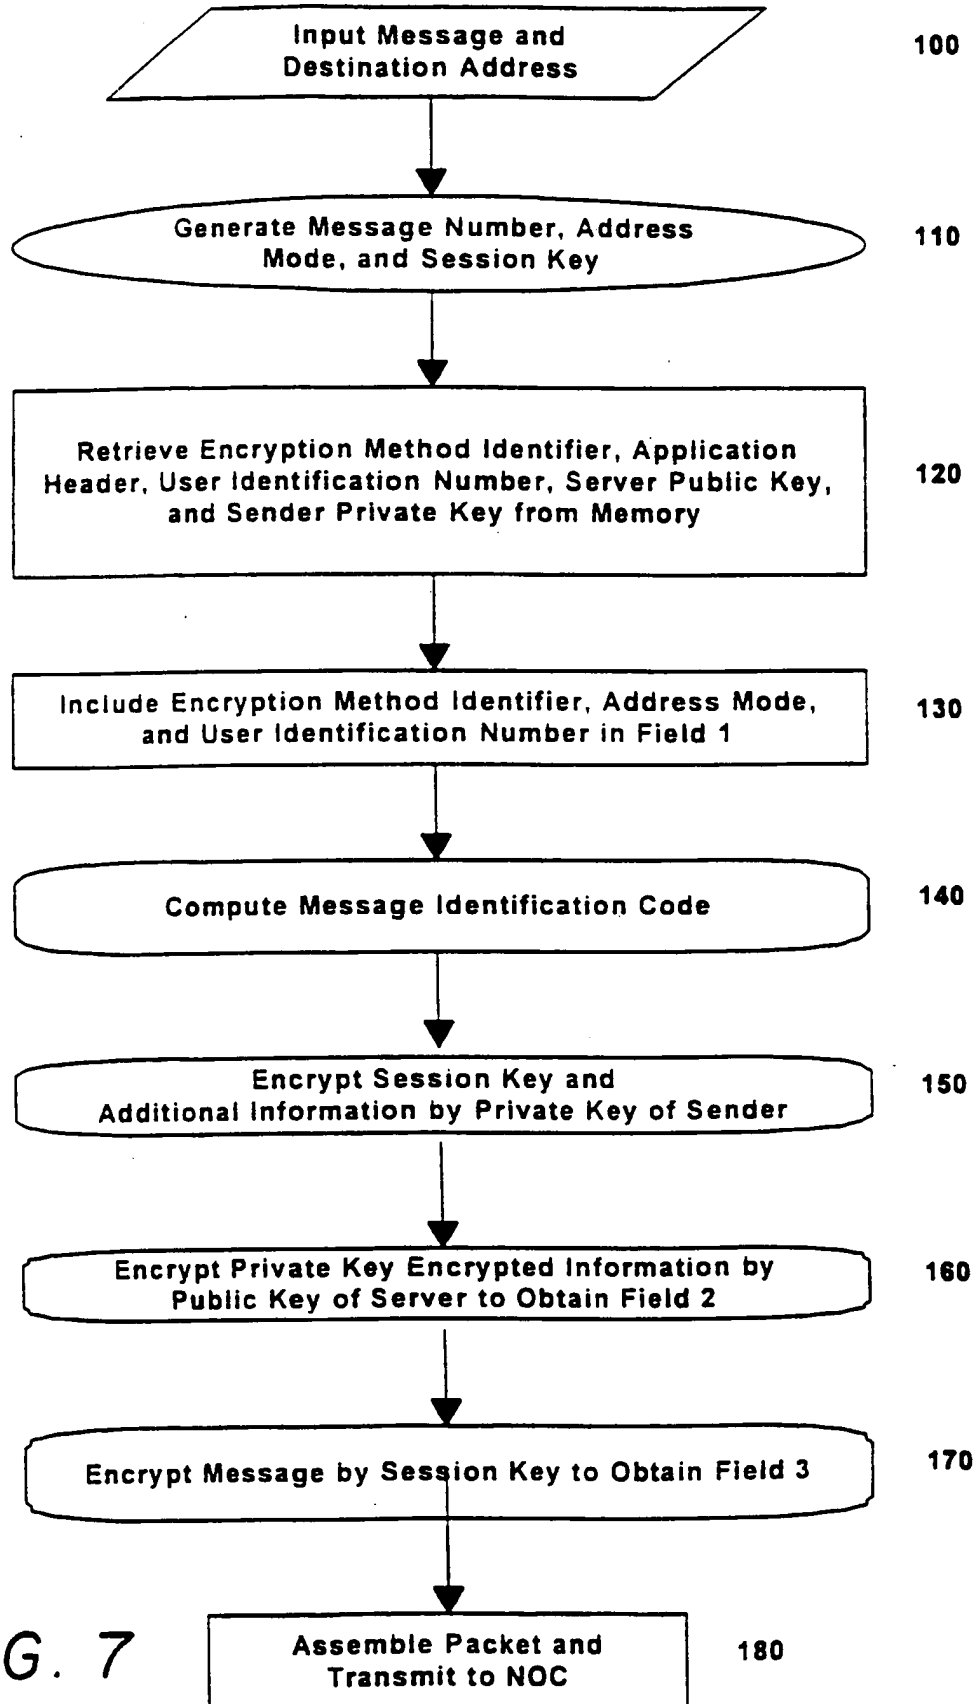 Input Message and
Destination Address
100
Generate Message Number, Address
Mode, and Session Key
110
Retrieve Encryption Method Identifier, Application
Header, User Identification Number, Server Public Key,
and Sender Private Key from Memory
120
Include Encryption Method Identifier, Address Mode,
and User Identification Number in Field 1
130
Compute Message Identification Code
140
Encrypt Session Key and
Additional Information by Private Key of Sender
150
Encrypt Private Key Encrypted Information by
Public Key of Server to Obtain Field 2
160
Encrypt Message by Session Key to Obtain Field 3
170
Assemble Packet and
Transmit to NOC
180
G. 7